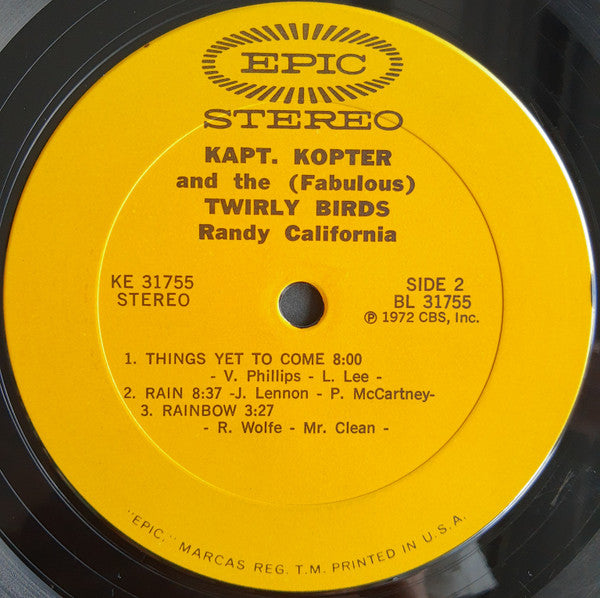 EPIC
STEREO
KAPT. KOPTER
and the (Fabulous)
TWIRLY BIRDS
Randy California
KE 31755
STEREO
SIDE 2
BL 31755
℗ 1972 CBS, Inc.
1. THINGS YET TO COME 8:00
- V. Phillips - L. Lee -
2. RAIN 8:37 -J. Lennon - P. McCartney-
3. RAINBOW 3:27
- R. Wolfe - Mr. Clean -
"EPIC," MARCAS REG. T.M. PRINTED IN U.S.A.